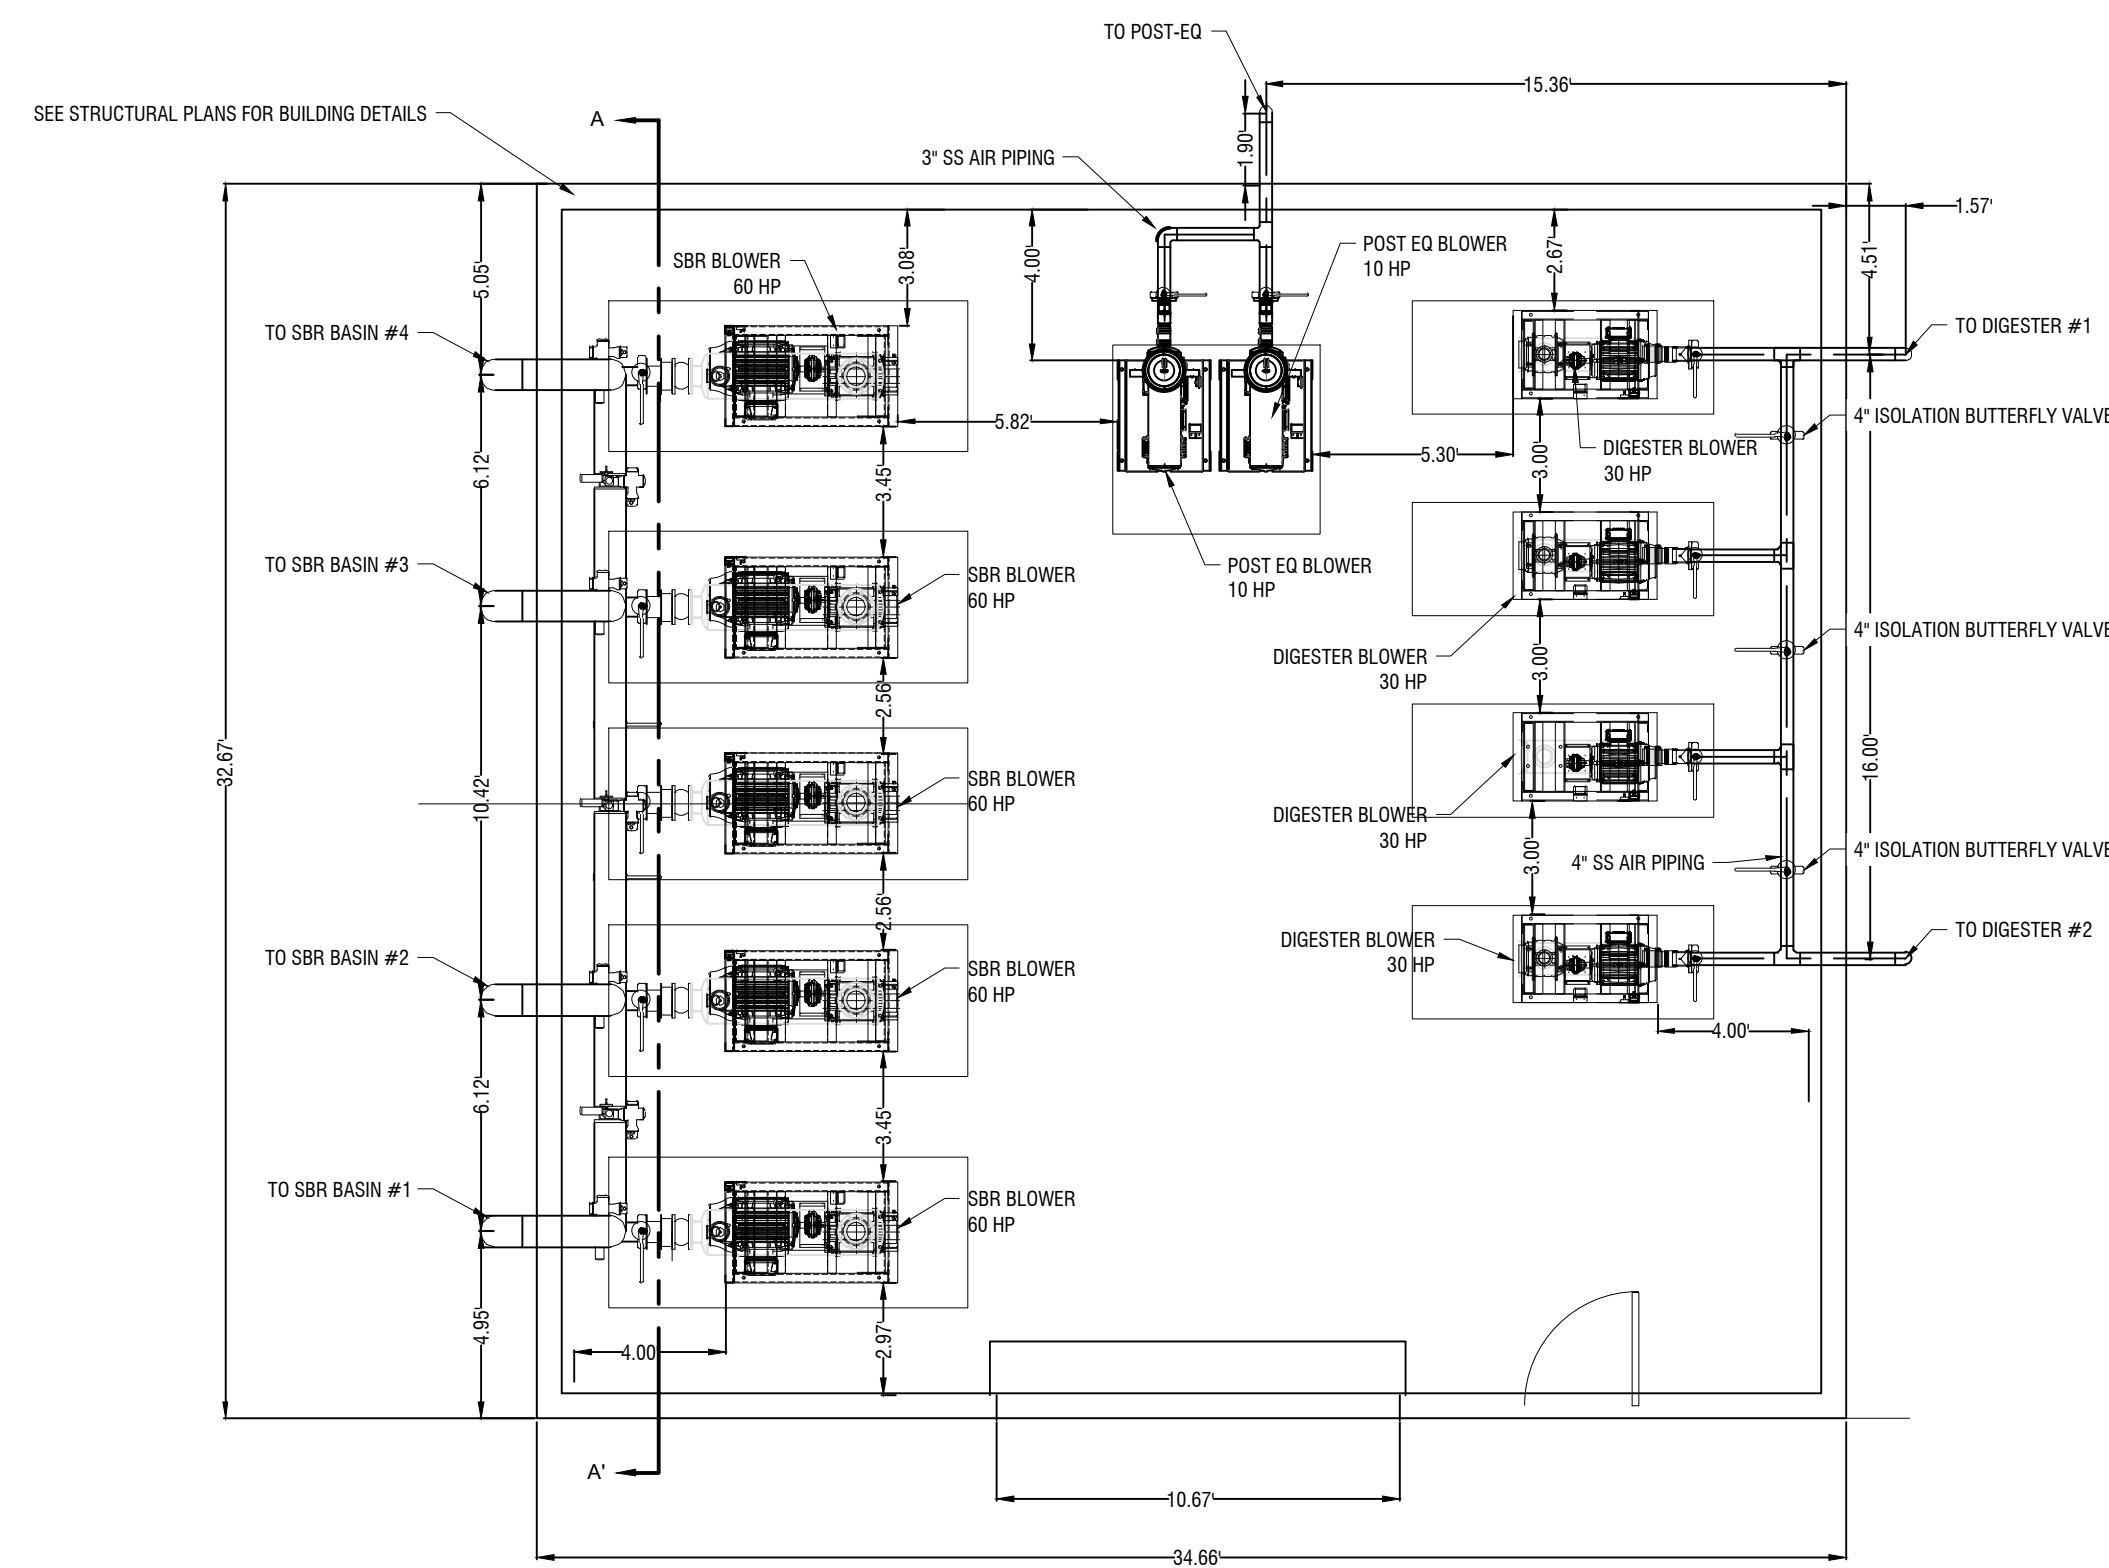 TO POST-EQ
15.36'
SEE STRUCTURAL PLANS FOR BUILDING DETAILS
A
1.90'
3" SS AIR PIPING
1.57'
5.05'
SBR BLOWER
60 HP
3.08'
4.00'
POST EQ BLOWER
10 HP
2.67'
4.51'
TO SBR BASIN #4
TO DIGESTER #1
5.82'
4" ISOLATION BUTTERFLY VALVE
6.12'
3.45'
5.30'
3.00'
DIGESTER BLOWER
30 HP
TO SBR BASIN #3
SBR BLOWER
60 HP
POST EQ BLOWER
10 HP
4" ISOLATION BUTTERFLY VALVE
DIGESTER BLOWER
30 HP
3.00'
2.56'
32.67'
10.42'
SBR BLOWER
60 HP
16.00'
DIGESTER BLOWER
30 HP
3.00'
4" SS AIR PIPING
4" ISOLATION BUTTERFLY VALVE
2.56'
TO SBR BASIN #2
SBR BLOWER
60 HP
DIGESTER BLOWER
30 HP
TO DIGESTER #2
4.00'
6.12'
3.45'
TO SBR BASIN #1
SBR BLOWER
60 HP
4.95'
4.00'
2.97'
A'
10.67'
34.66'